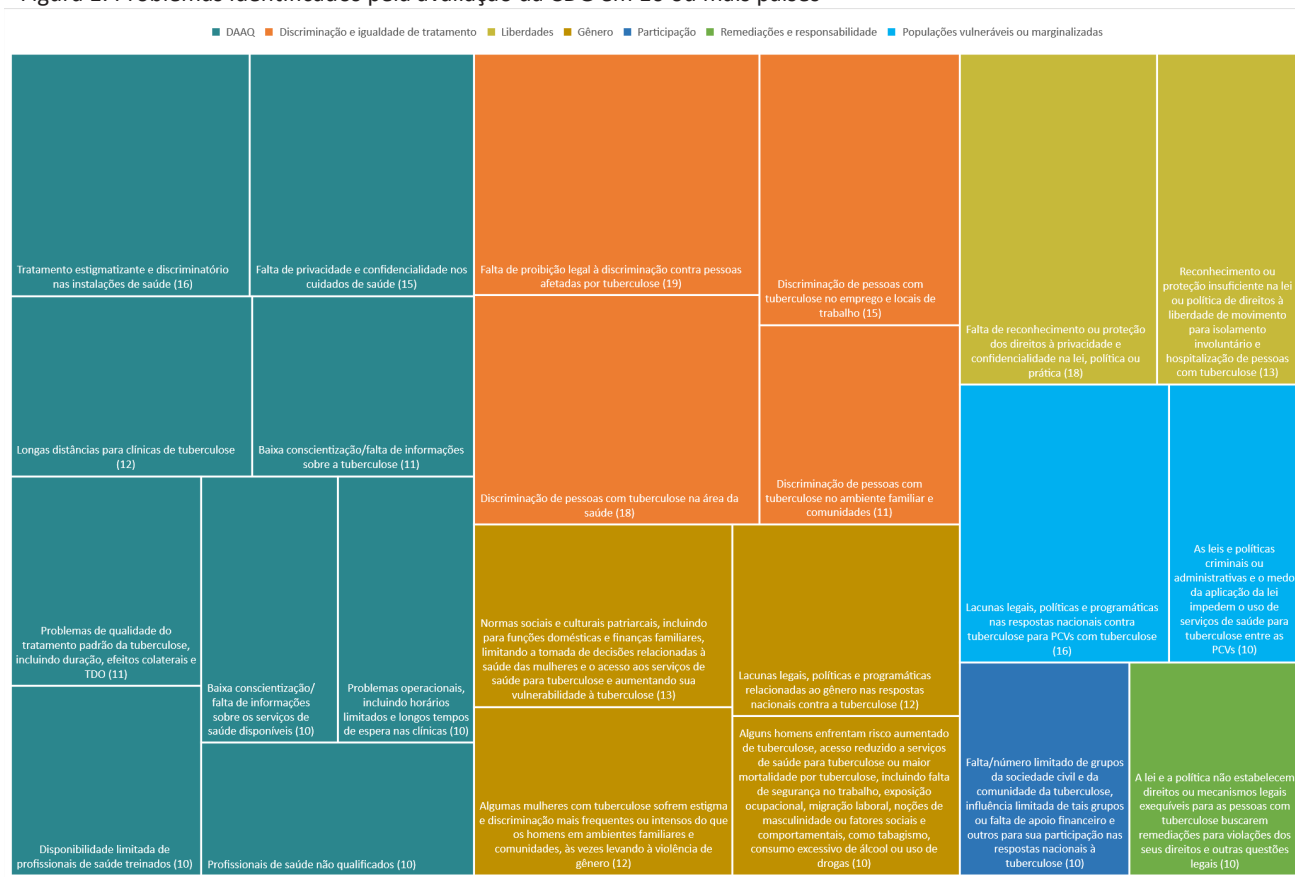 Figura 1: Problemas identificados pela avaliação da CDG em 10 ou mais países
DAAQ
Discriminação e igualdade de tratamento
Liberdades
Gênero
Participação
Remediações e responsabilidade
Populações vulneráveis ou marginalizadas
Tratamento estigmatizante e discriminatório
nas instalações de saúde (16)
Falta de privacidade e confidencialidade nos
cuidados de saúde (15)
Longas distâncias para clínicas de tuberculose
(12)
Baixa conscientização/falta de informações
sobre a tuberculose (11)
Problemas de qualidade do
tratamento padrão da tuberculose,
incluindo duração, efeitos colaterais e
TDO (11)
Baixa conscientização/
falta de informações
sobre os serviços de
saúde disponíveis (10)
Problemas operacionais,
incluindo horários
limitados e longos tempos
de espera nas clínicas (10)
Disponibilidade limitada de
profissionais de saúde treinados (10)
Profissionais de saúde não qualificados (10)
Falta de proibição legal à discriminação contra pessoas
afetadas por tuberculose (19)
Discriminação de pessoas com
tuberculose no emprego e locais de
trabalho (15)
Discriminação de pessoas com tuberculose na área da
saúde (18)
Discriminação de pessoas com
tuberculose no ambiente familiar e
comunidades (11)
Normas sociais e culturais patriarcais, incluindo
para funções domésticas e finanças familiares,
limitando a tomada de decisões relacionadas à
saúde das mulheres e o acesso aos serviços de
saúde para tuberculose e aumentando sua
vulnerabilidade à tuberculose (13)
Lacunas legais, políticas e programáticas
relacionadas ao gênero nas respostas
nacionais contra a tuberculose (12)
Algumas mulheres com tuberculose sofrem estigma
e discriminação mais frequentes ou intensos do que
os homens em ambientes familiares e
comunidades, às vezes levando à violência de
gênero (12)
Alguns homens enfrentam risco aumentado
de tuberculose, acesso reduzido a serviços
de saúde para tuberculose ou maior
mortalidade por tuberculose, incluindo falta
de segurança no trabalho, exposição
ocupacional, migração laboral, noções de
masculinidade ou fatores sociais e
comportamentais, como tabagismo,
consumo excessivo de álcool ou uso de
drogas (10)
Falta de reconhecimento ou proteção
dos direitos à privacidade e
confidencialidade na lei, política ou
prática (18)
Reconhecimento ou
proteção insuficiente na lei
ou política de direitos à
liberdade de movimento
para isolamento
involuntário e
hospitalização de pessoas
com tuberculose (13)
Lacunas legais, políticas e programáticas
nas respostas nacionais contra
tuberculose para PCVs com tuberculose
(16)
As leis e políticas
criminais ou
administrativas e o medo
da aplicação da lei
impedem o uso de
serviços de saúde para
tuberculose entre as
PCVs (10)
Falta/número limitado de grupos
da sociedade civil e da
comunidade da tuberculose,
influência limitada de tais grupos
ou falta de apoio financeiro e
outros para sua participação nas
respostas nacionais à
tuberculose (10)
A lei e a política não estabelecem
direitos ou mecanismos legais
exequíveis para as pessoas com
tuberculose buscarem
remediações para violações dos
seus direitos e outras questões
legais (10)